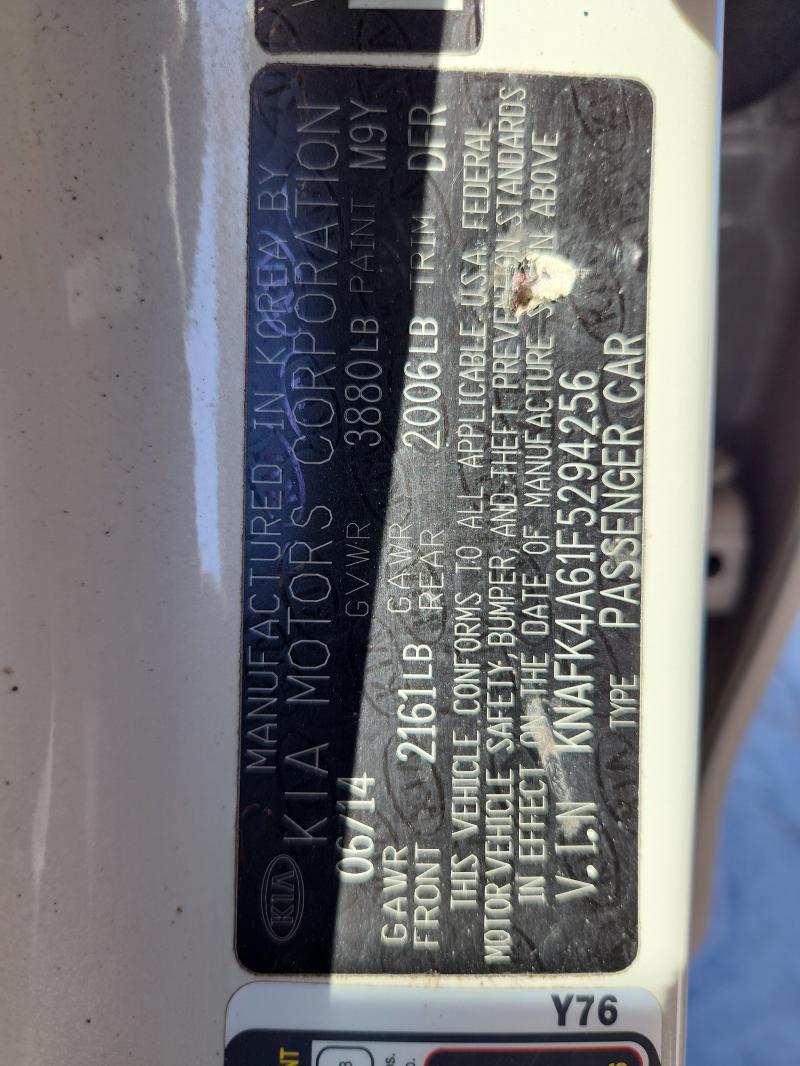 KIA
MANUFACTURED IN KOREA BY
KIA MOTORS CORPORATION
06/14 GVWR 3880LB PAINT M9Y
GAWR FRONT 2161LB GAWR REAR 2006LB TRIM DFR
THIS VEHICLE CONFORMS TO ALL APPLICABLE U.S.A. FEDERAL
MOTOR VEHICLE SAFETY, BUMPER, AND THEFT PREVENTION STANDARDS
IN EFFECT ON THE DATE OF MANUFACTURE ABOVE
V.I.N KNAFK4A61F5294256
TYPE PASSENGER CAR
Y76